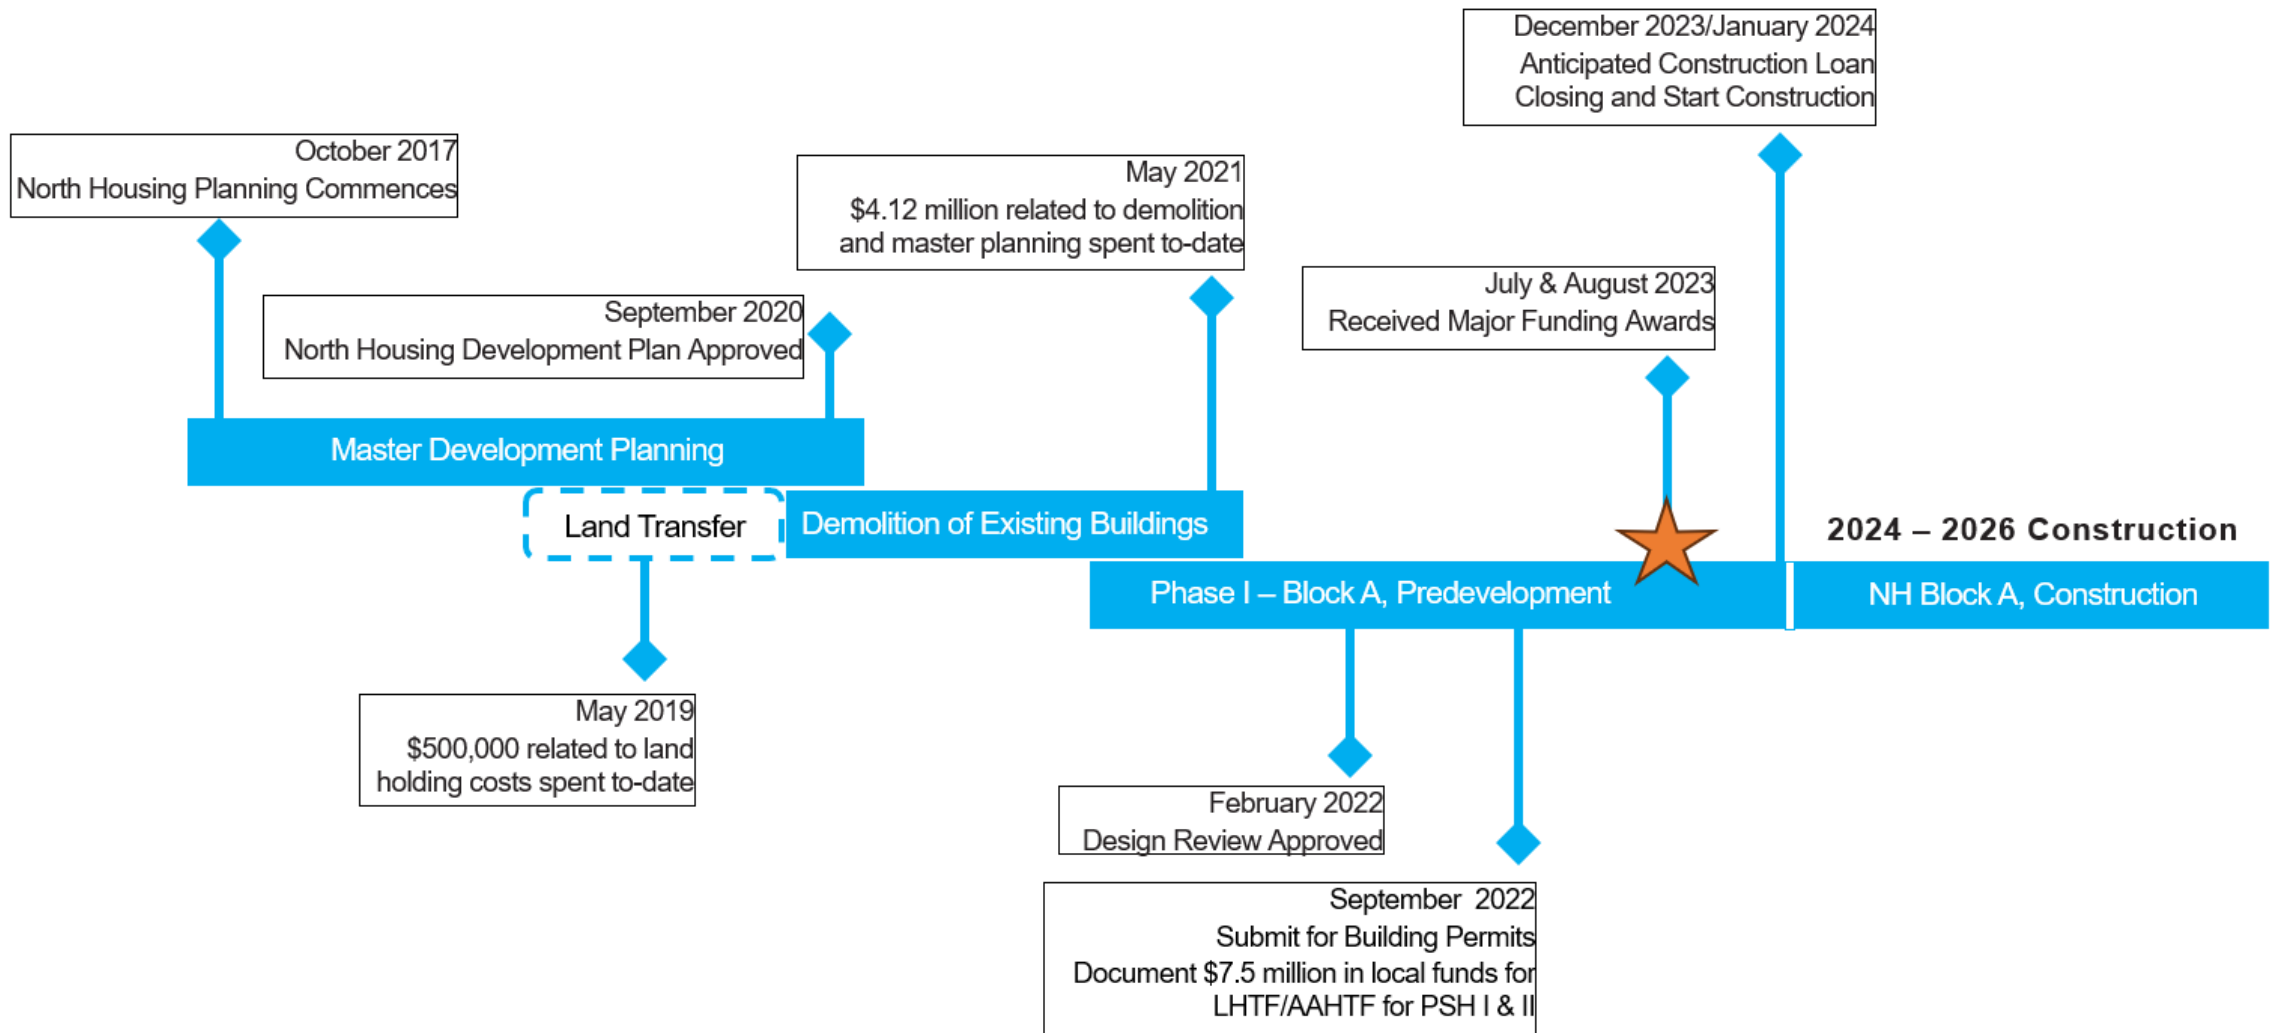 December 2023/January 2024
Anticipated Construction Loan
Closing and Start Construction
October 2017
North Housing Planning Commences
May 2021
$4.12 million related to demolition
and master planning spent to-date
July & August 2023
Received Major Funding Awards
September 2020
North Housing Development Plan Approved
Master Development Planning
Land Transfer
Demolition of Existing Buildings
2024 – 2026 Construction
Phase I – Block A, Predevelopment
NH Block A, Construction
May 2019
$500,000 related to land
holding costs spent to-date
February 2022
Design Review Approved
September 2022
Submit for Building Permits
Document $7.5 million in local funds for
LHTF/AAHTF for PSH I & II